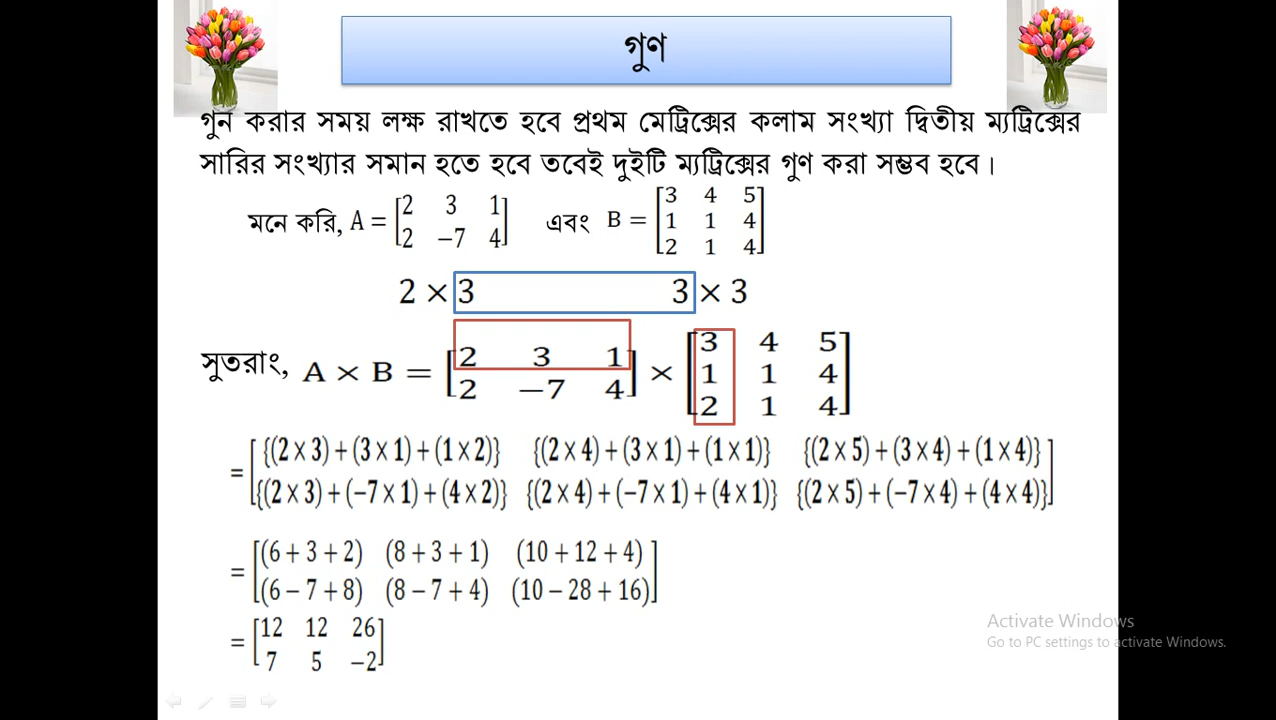 গুণ
গুন করার সময় লক্ষ রাখতে হবে প্রথম মেট্রিক্সের কলাম সংখ্যা দ্বিতীয় ম্যট্রিক্সের
সারির সংখ্যার সমান হতে হবে তবেই দুইটি ম্যট্রিক্সের গুণ করা সম্ভব হবে।
মনে করি, A = [2 3 1; 2 −7 4] এবং B = [3 4 5; 1 1 4; 2 1 4]
2 × 3 3 × 3
সুতরাং, A × B = [2 3 1; 2 −7 4] × [3 4 5; 1 1 4; 2 1 4]
= [{(2 × 3) + (3 × 1) + (1 × 2)} {(2 × 4) + (3 × 1) + (1 × 1)} {(2 × 5) + (3 × 4) + (1 × 4)}
{(2 × 3) + (−7 × 1) + (4 × 2)} {(2 × 4) + (−7 × 1) + (4 × 1)} {(2 × 5) + (−7 × 4) + (4 × 4)}]
= [(6 + 3 + 2) (8 + 3 + 1) (10 + 12 + 4)
(6 − 7 + 8) (8 − 7 + 4) (10 − 28 + 16)]
= [12 12 26
7 5 −2]
Activate Windows
Go to PC settings to activate Windows.